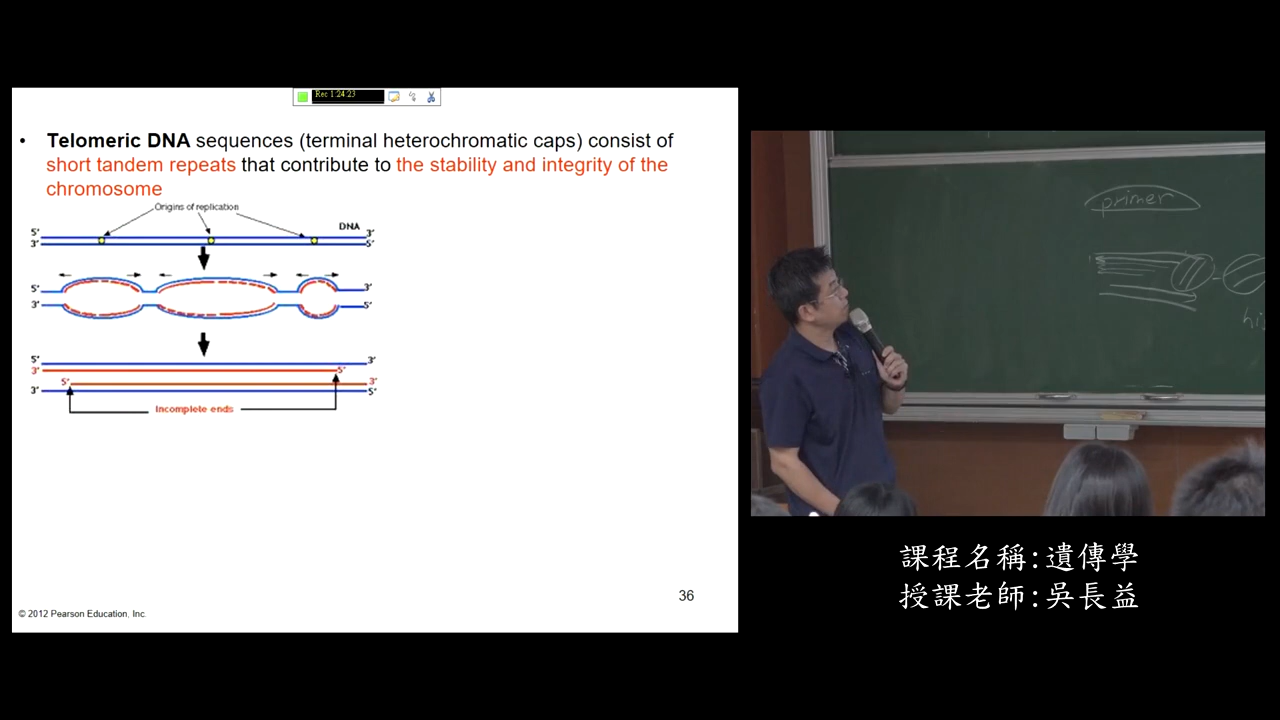 Rec 1:24:23
• Telomeric DNA sequences (terminal heterochromatic caps) consist of
short tandem repeats that contribute to the stability and integrity of the
chromosome
Origins of replication
DNA
5' 3'
3' 5'
5' 3'
3' 5'
5' 3'
3' 5'
5' 3'
3' 5'
Incomplete ends
36
© 2012 Pearson Education, Inc.
primer
課程名稱:遺傳學
授課老師:吳長益